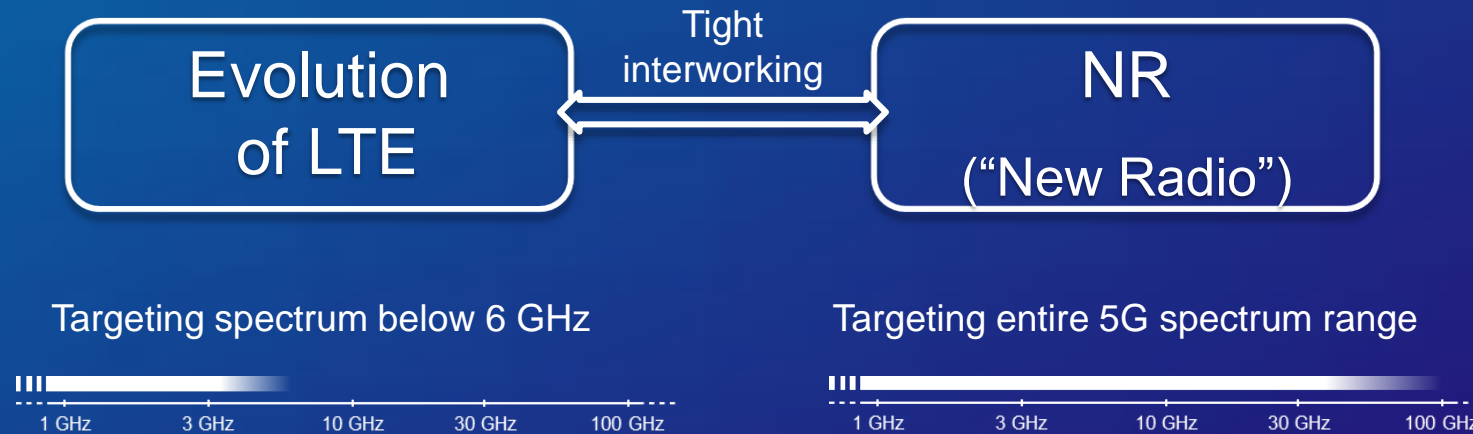 Evolution
of LTE
Tight
interworking
NR
(“New Radio”)
Targeting spectrum below 6 GHz
1 GHz 3 GHz 10 GHz 30 GHz 100 GHz
Targeting entire 5G spectrum range
1 GHz 3 GHz 10 GHz 30 GHz 100 GHz